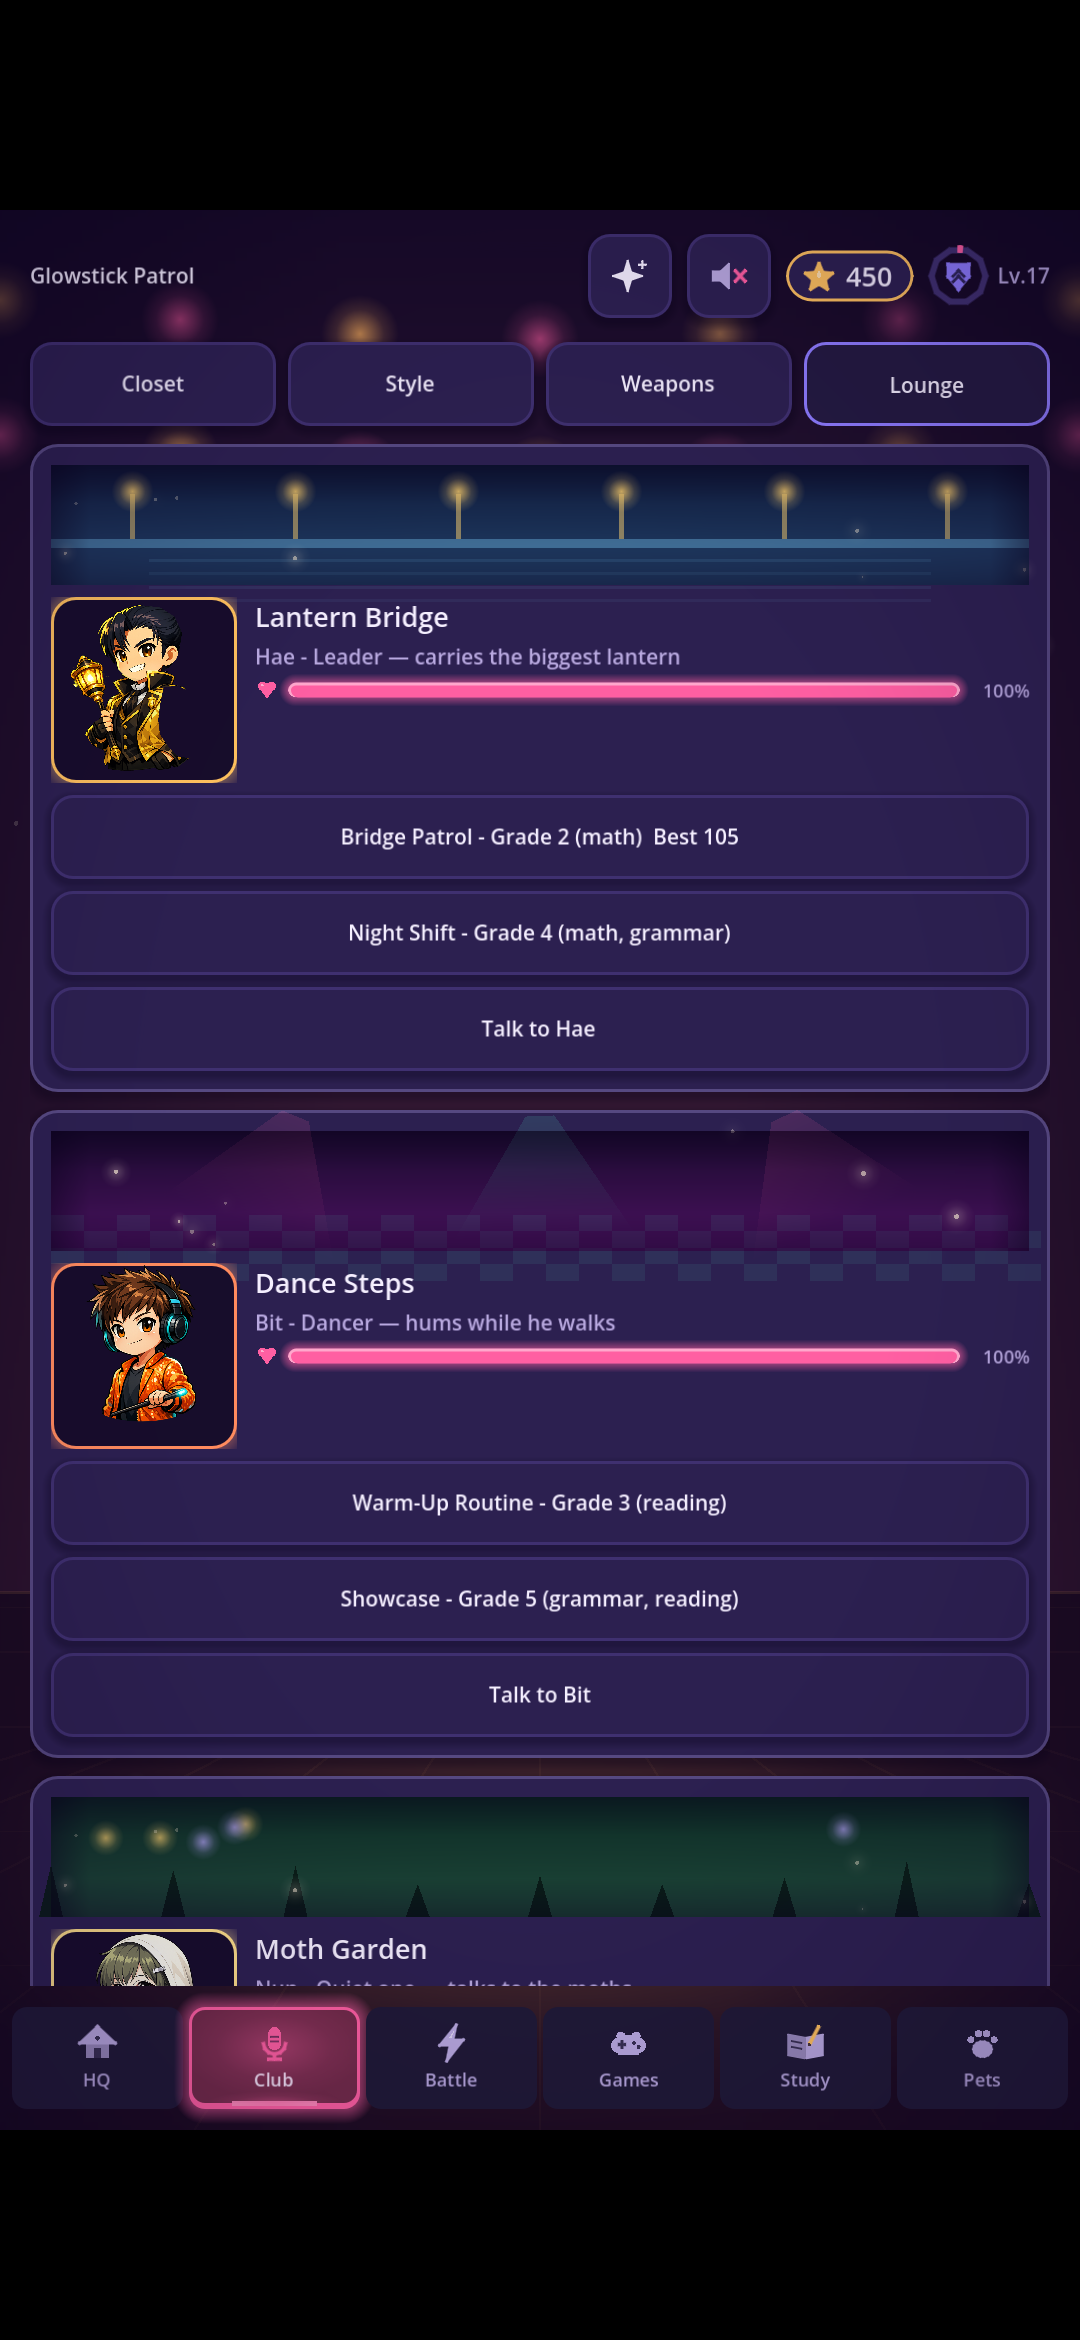 Glowstick Patrol
450
Lv.17
Closet
Style
Weapons
Lounge
Lantern Bridge
Hae - Leader — carries the biggest lantern
100%
Bridge Patrol - Grade 2 (math)  Best 105
Night Shift - Grade 4 (math, grammar)
Talk to Hae
Dance Steps
Bit - Dancer — hums while he walks
100%
Warm-Up Routine - Grade 3 (reading)
Showcase - Grade 5 (grammar, reading)
Talk to Bit
Moth Garden
HQ
Club
Battle
Games
Study
Pets